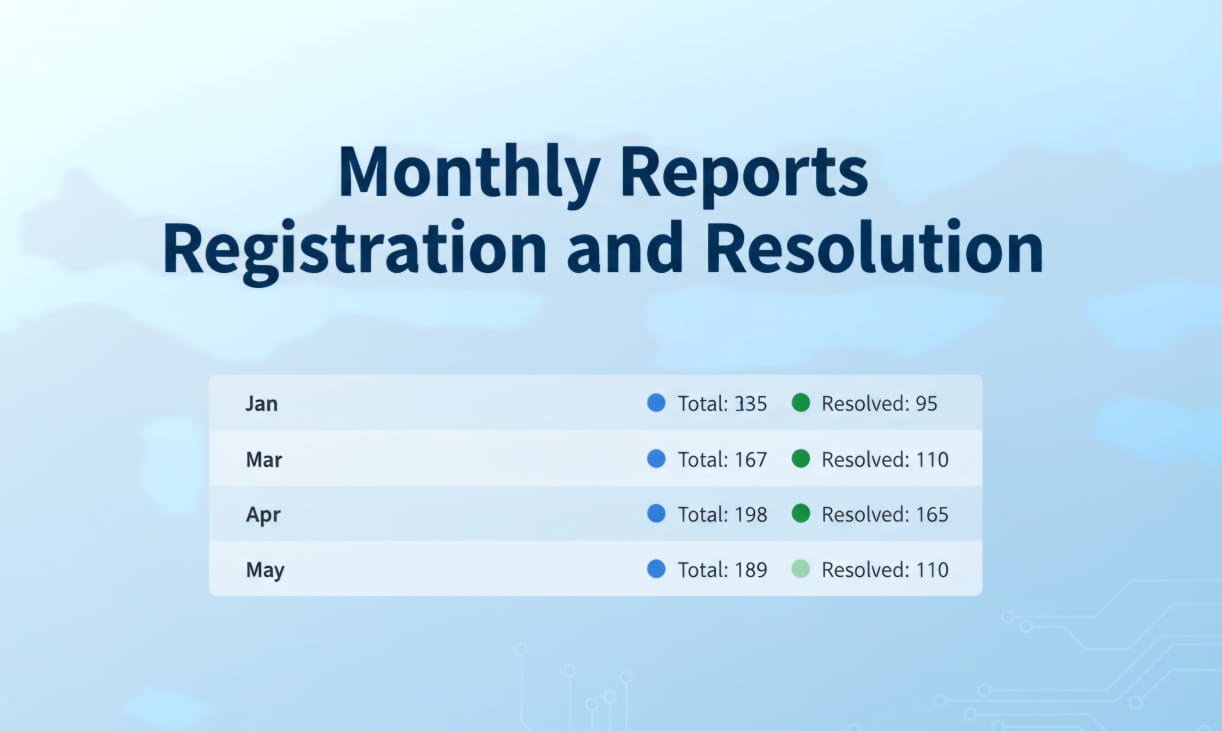 Monthly Reports
Registration and Resolution
Jan Total: 335 Resolved: 95
Mar Total: 167 Resolved: 110
Apr Total: 198 Resolved: 165
May Total: 189 Resolved: 110